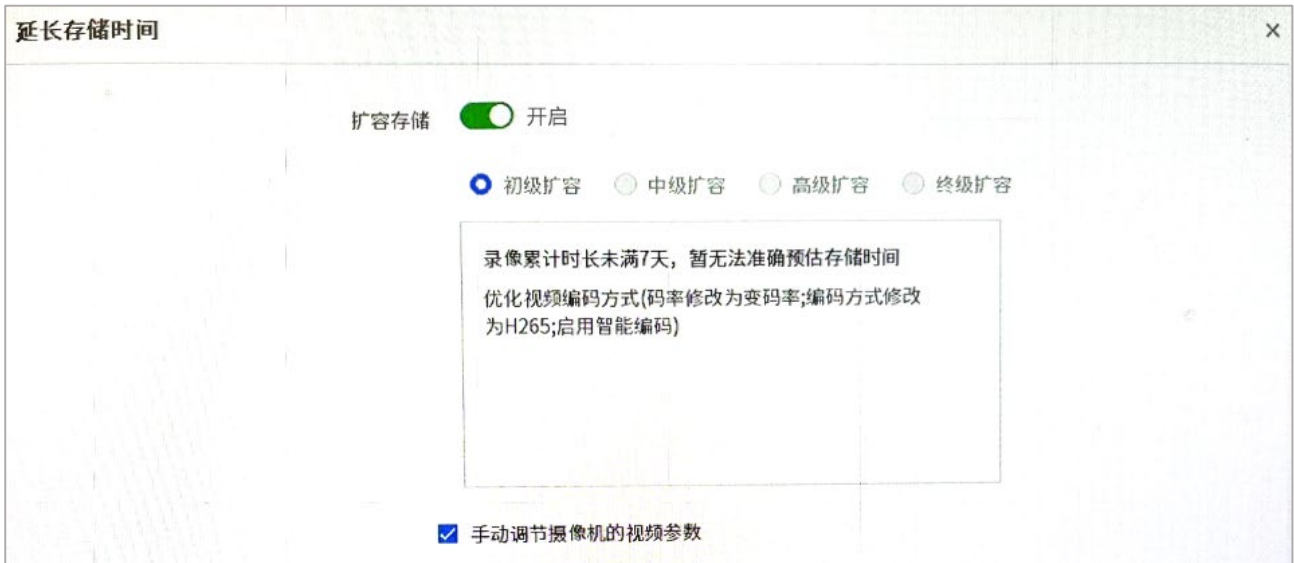 延长存储时间
×
扩容存储 开启
初级扩容 中级扩容 高级扩容 终级扩容
录像累计时长未满7天，暂无法准确预估存储时间
优化视频编码方式(码率修改为变码率;编码方式修改
为H265;启用智能编码)
手动调节摄像机的视频参数